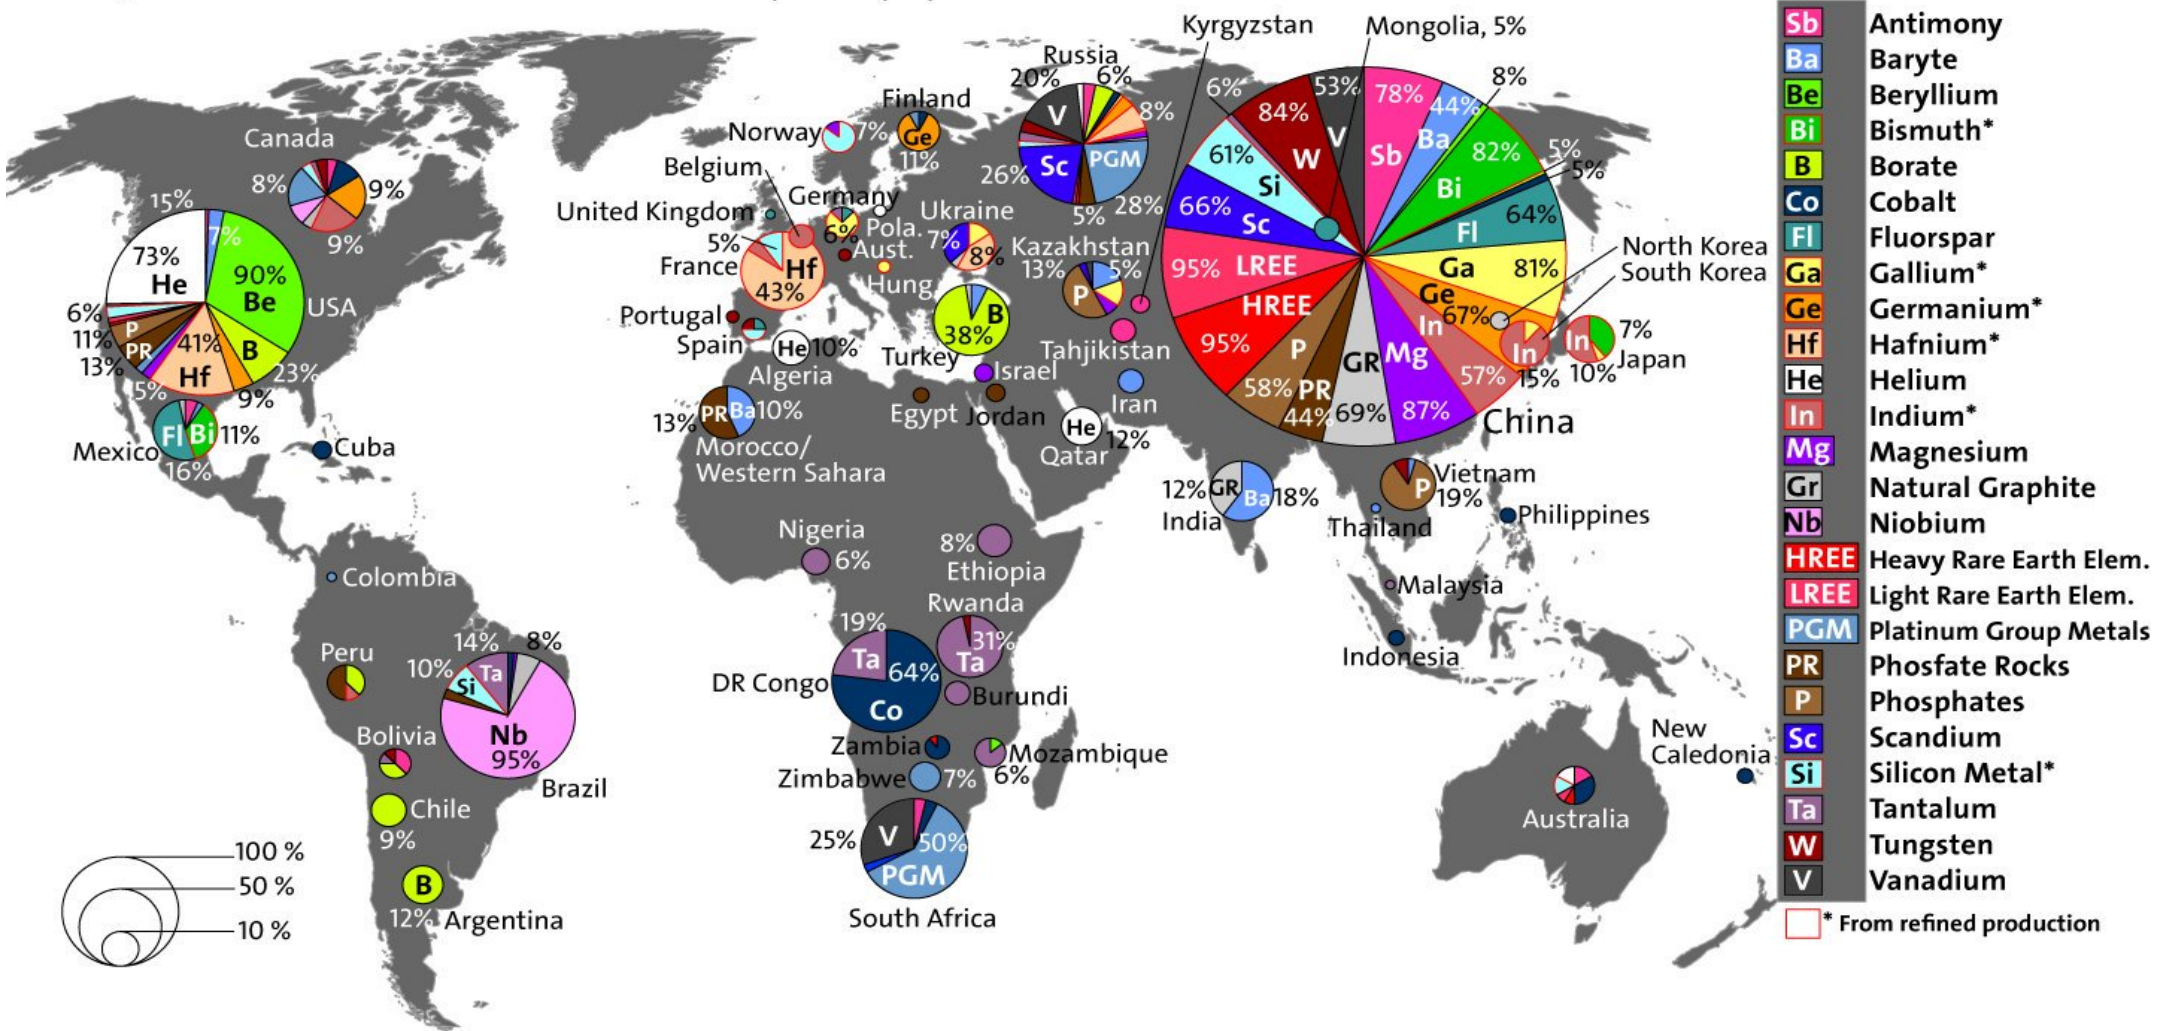 Kyrgyzstan
Mongolia, 5%
Russia
20%
6%
V
8%
Sc
PGM
26%
5%
28%
Finland
Ge
11%
Norway
7%
Belgium
Germany
6%
United Kingdom
Pola.
Aust.
Hung.
Ukraine
7%
8%
5%
France
Hf
43%
Kazakhstan
13%
5%
P
Canada
8%
9%
9%
15%
7%
73%
He
90%
Be
USA
6%
11%
P
PR
13%
41%
Hf
B
5%
23%
9%
Mexico
Fl
Bi
11%
16%
Cuba
Portugal
Spain
He
10%
Algeria
Turkey
B
38%
Israel
Egypt
Jordan
Tahjikistan
Iran
13%
PR
Ba
10%
Morocco/
Western Sahara
He
12%
Qatar
6%
84%
W
53%
V
78%
Sb
44%
Ba
8%
82%
Bi
5%
5%
64%
Fl
81%
Ga
Ge
67%
In
57%
Mg
87%
GR
69%
PR
44%
P
58%
HREE
95%
95%
LREE
66%
Sc
61%
Si
China
North Korea
South Korea
In
15%
In
7%
10%
Japan
12%
GR
Ba
18%
India
Vietnam
P
19%
Thailand
Philippines
Malaysia
Indonesia
Nigeria
6%
8%
Ethiopia
Rwanda
31%
Ta
19%
Ta
64%
Co
DR Congo
Burundi
Zambia
Mozambique
6%
Zimbabwe
7%
25%
V
50%
PGM
South Africa
Colombia
Peru
14%
8%
10%
Si
Ta
Nb
95%
Brazil
Bolivia
Chile
9%
B
12%
Argentina
New
Caledonia
Australia
100 %
50 %
10 %
Sb Antimony
Ba Baryte
Be Beryllium
Bi Bismuth*
B Borate
Co Cobalt
Fl Fluorspar
Ga Gallium*
Ge Germanium*
Hf Hafnium*
He Helium
In Indium*
Mg Magnesium
Gr Natural Graphite
Nb Niobium
HREE Heavy Rare Earth Elem.
LREE Light Rare Earth Elem.
PGM Platinum Group Metals
PR Phosfate Rocks
P Phosphates
Sc Scandium
Si Silicon Metal*
Ta Tantalum
W Tungsten
V Vanadium
* From refined production